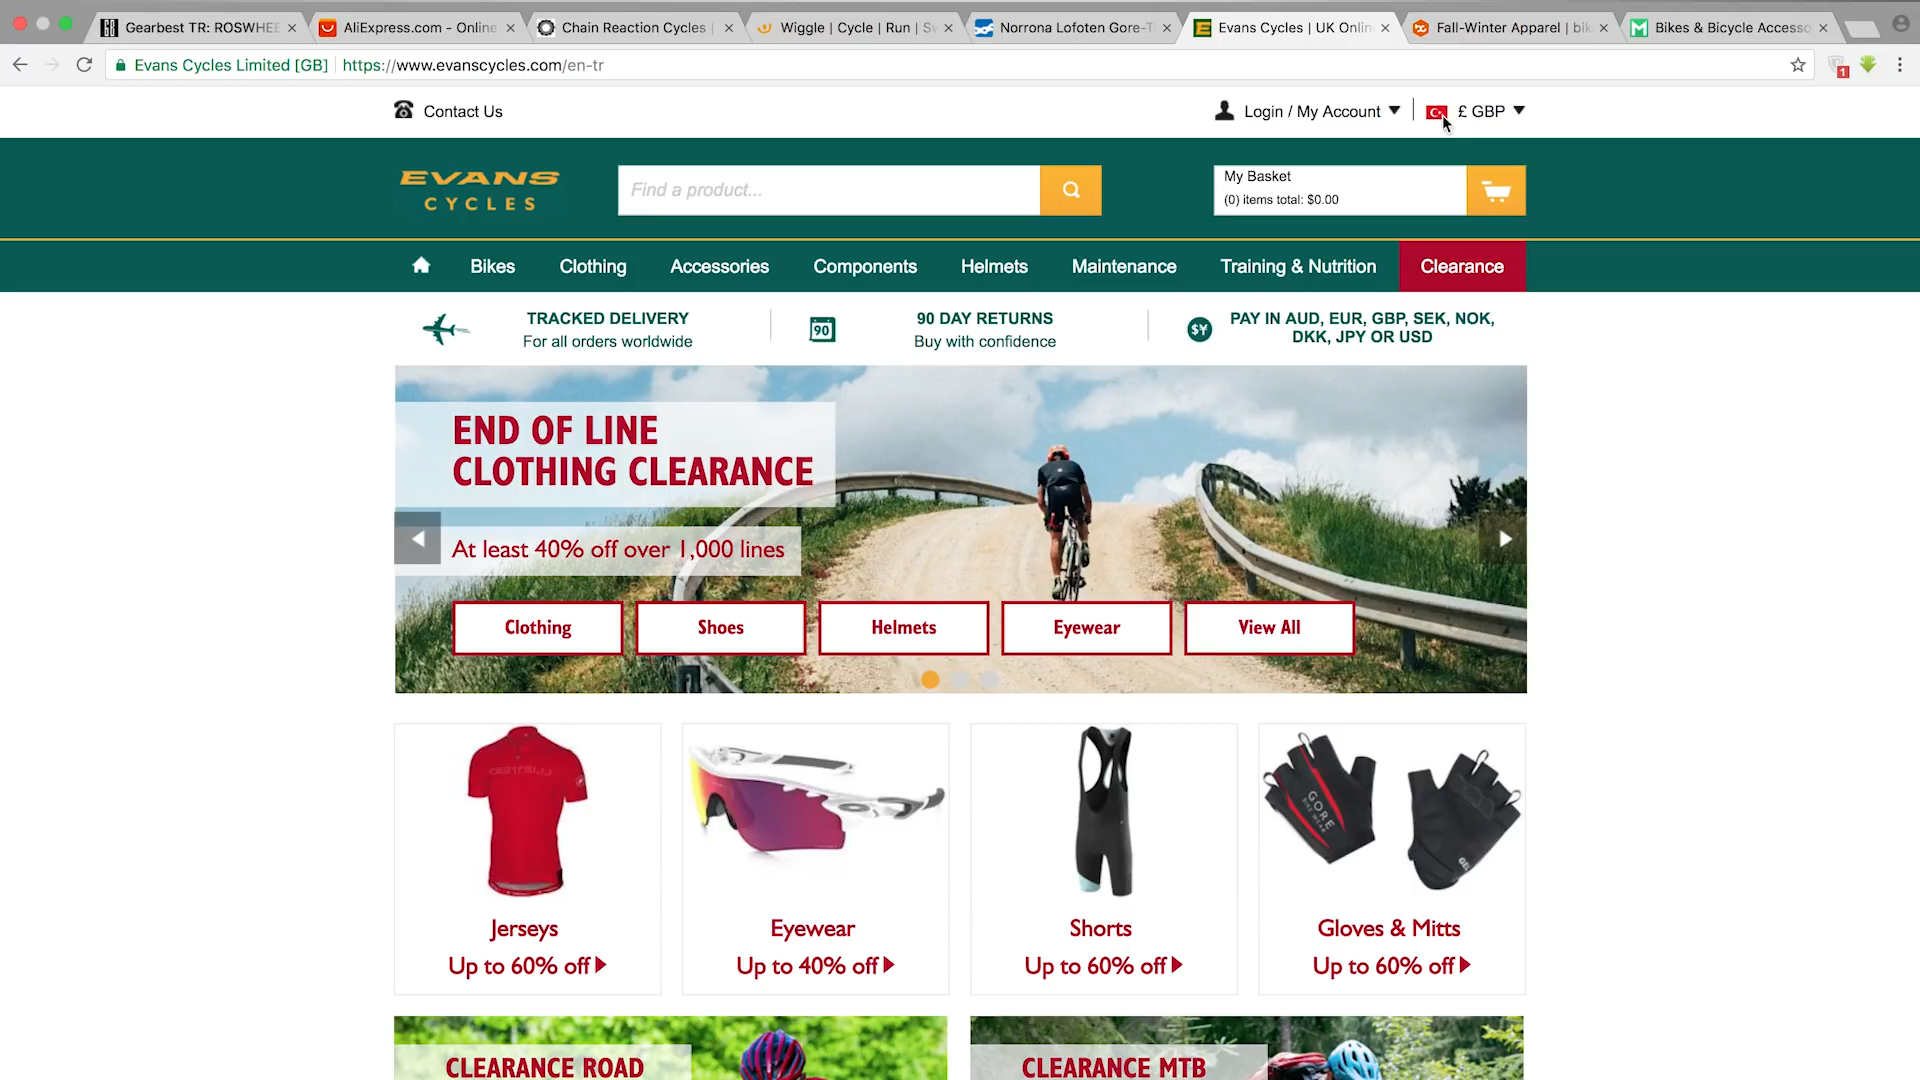 Gearbest TR: ROSWHEE
AliExpress.com - Online
Chain Reaction Cycles |
Wiggle | Cycle | Run | Sw
Norrona Lofoten Gore-T
Evans Cycles | UK Onlin
Fall-Winter Apparel | bik
Bikes & Bicycle Accesso
Evans Cycles Limited [GB]
https://www.evanscycles.com/en-tr
1
Contact Us
Login / My Account
£ GBP
EVANS
CYCLES
Find a product...
My Basket
(0) items total: $0.00
Bikes
Clothing
Accessories
Components
Helmets
Maintenance
Training & Nutrition
Clearance
TRACKED DELIVERY
For all orders worldwide
90
90 DAY RETURNS
Buy with confidence
$¥
PAY IN AUD, EUR, GBP, SEK, NOK,
DKK, JPY OR USD
END OF LINE
CLOTHING CLEARANCE
At least 40% off over 1,000 lines
Clothing
Shoes
Helmets
Eyewear
View All
GORE
Jerseys
Up to 60% off
Eyewear
Up to 40% off
Shorts
Up to 60% off
Gloves & Mitts
Up to 60% off
CLEARANCE ROAD
CLEARANCE MTB